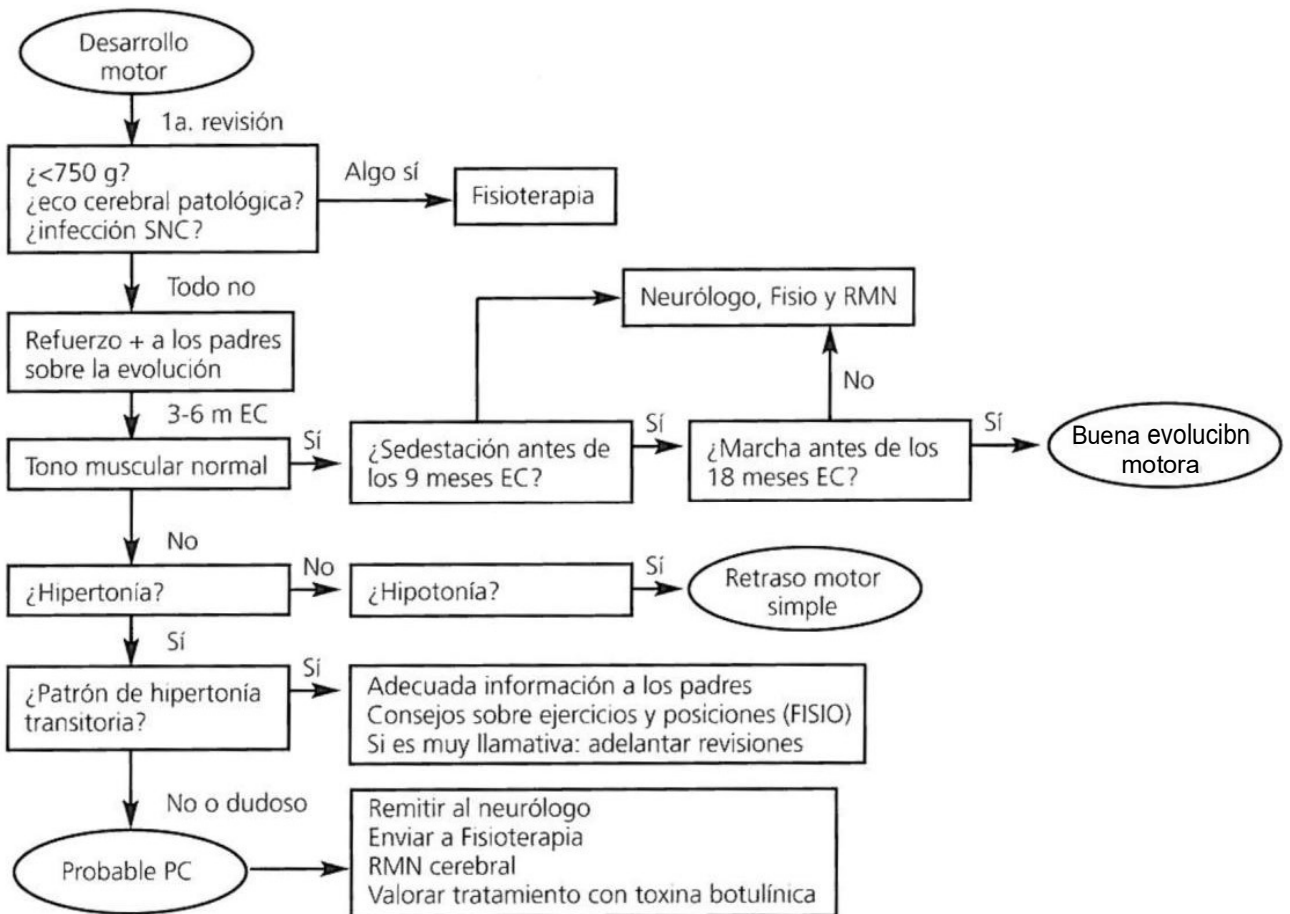 Desarrollo
motor
1a. revisión
¿<750 g?
¿eco cerebral patológica?
¿infección SNC?
Algo sí
Fisioterapia
Todo no
Refuerzo + a los padres
sobre la evolución
Neurólogo, Fisio y RMN
No
3-6 m EC
Tono muscular normal
Sí
¿Sedestación antes de
los 9 meses EC?
Sí
¿Marcha antes de los
18 meses EC?
Sí
Buena evolucibn
motora
No
¿Hipertonía?
No
¿Hipotonía?
Sí
Retraso motor
simple
Sí
¿Patrón de hipertonía
transitoria?
Sí
Adecuada información a los padres
Consejos sobre ejercicios y posiciones (FISIO)
Si es muy llamativa: adelantar revisiones
No o dudoso
Probable PC
Remitir al neurólogo
Enviar a Fisioterapia
RMN cerebral
Valorar tratamiento con toxina botulínica